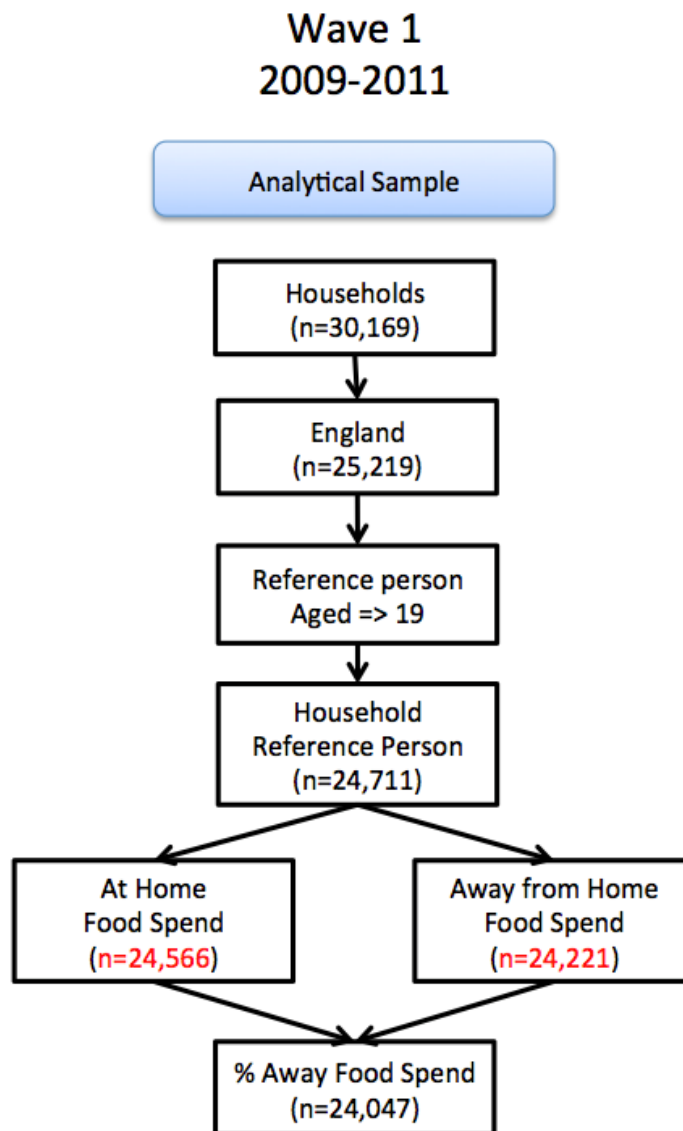 Wave 1
2009-2011
Analytical Sample
Households
(n=30,169)
England
(n=25,219)
Reference person
Aged => 19
Household
Reference Person
(n=24,711)
At Home
Food Spend
(n=24,566)
Away from Home
Food Spend
(n=24,221)
% Away Food Spend
(n=24,047)